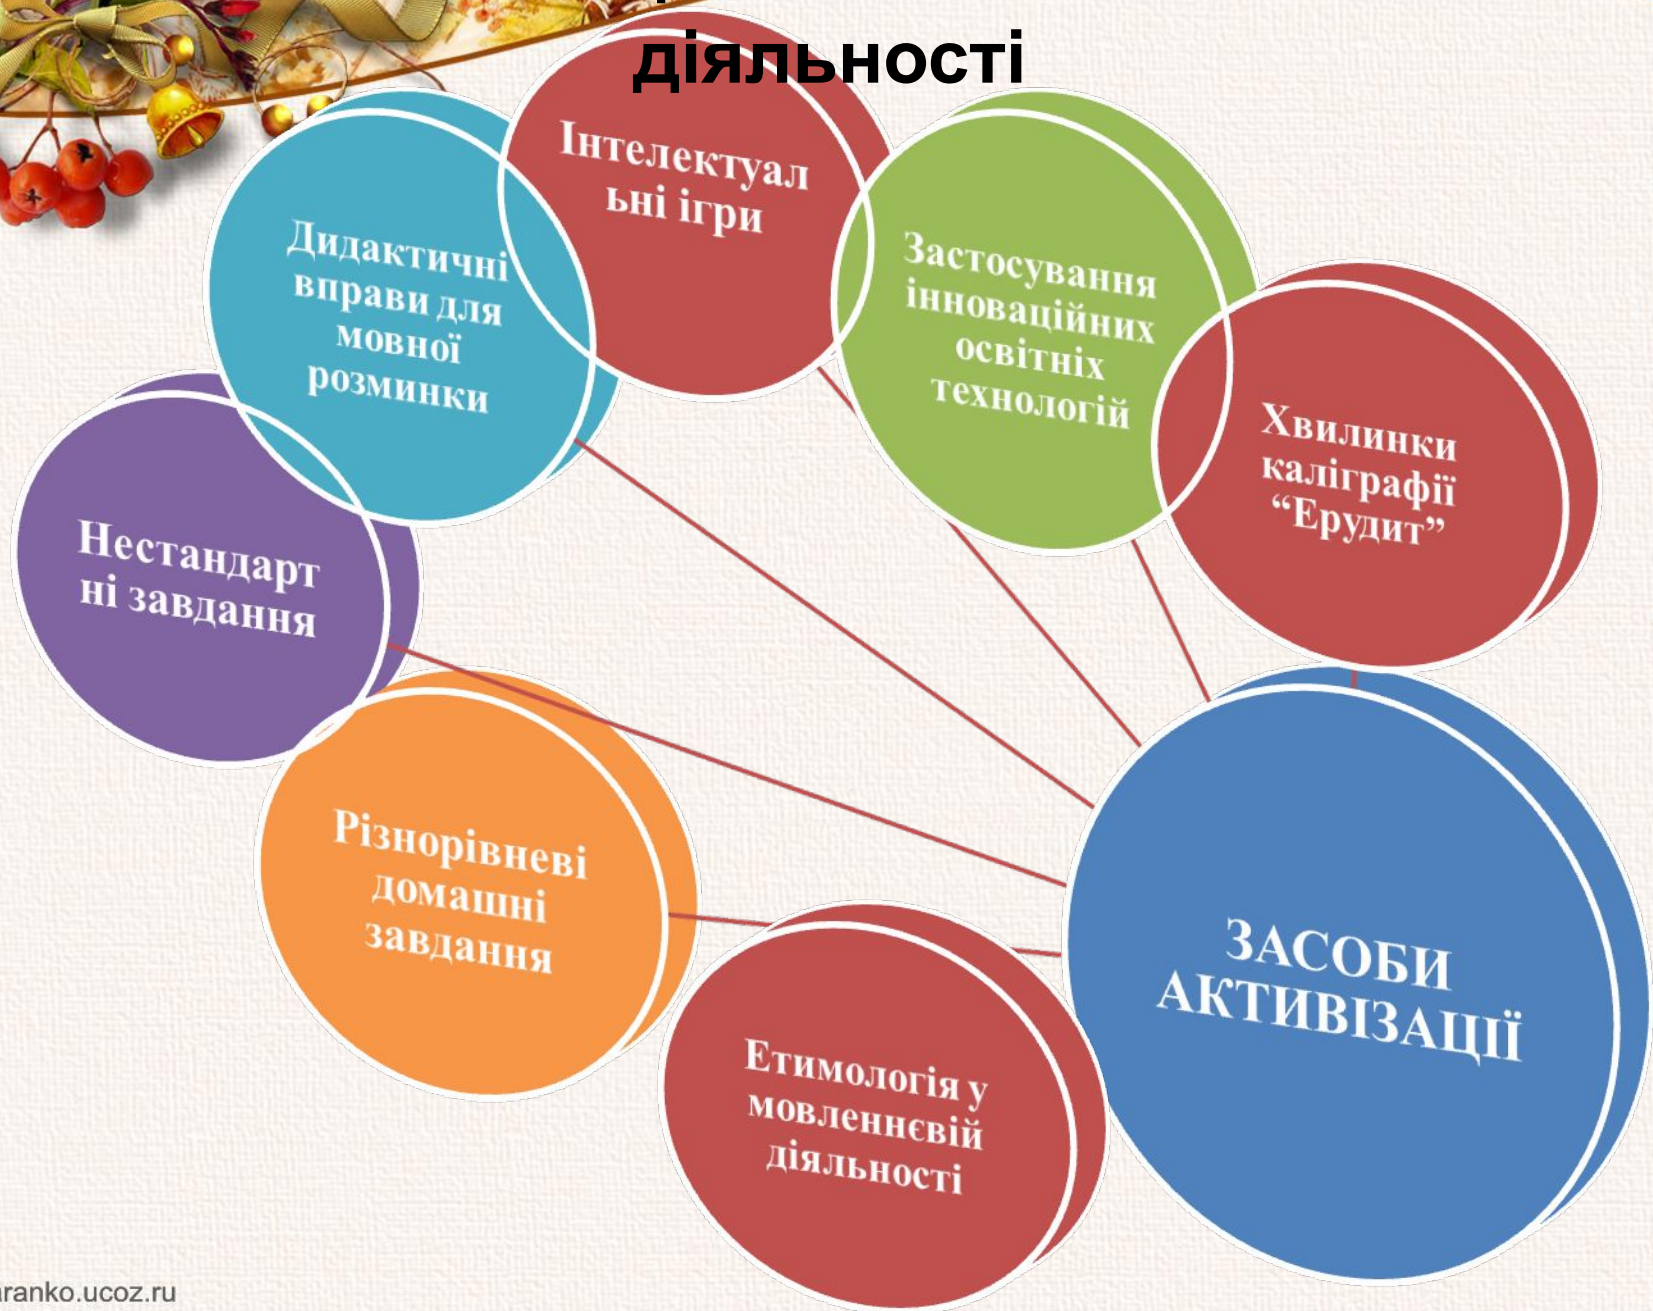 діяльності
Інтелектуал
ьні ігри
Дидактичні
вправи для
мовної
розминки
Застосування
інноваційних
освітніх
технологій
Хвилинки
каліграфії
“Ерудит”
Нестандарт
ні завдання
Різнорівневі
домашні
завдання
ЗАСОБИ
АКТИВІЗАЦІЇ
Етимологія у
мовленнєвій
діяльності
ranko.ucoz.ru